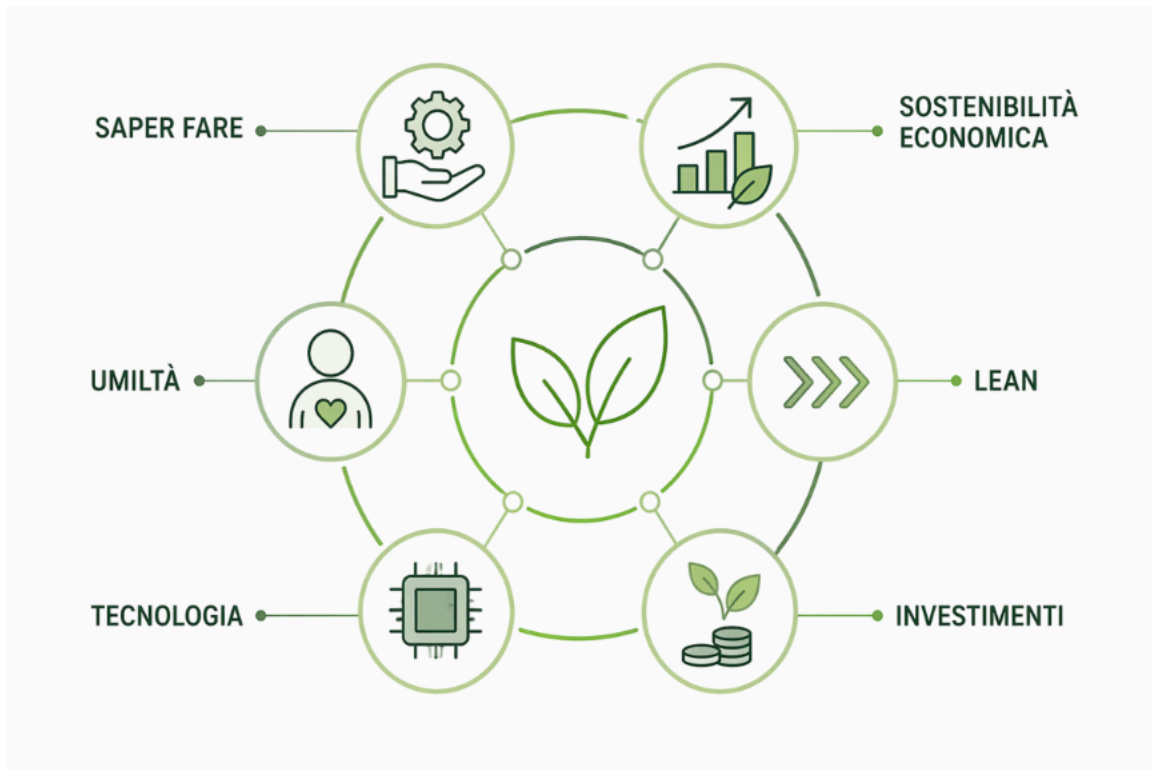 SAPER FARE
SOSTENIBILITÀ
ECONOMICA
UMILTÀ
LEAN
TECNOLOGIA
INVESTIMENTI